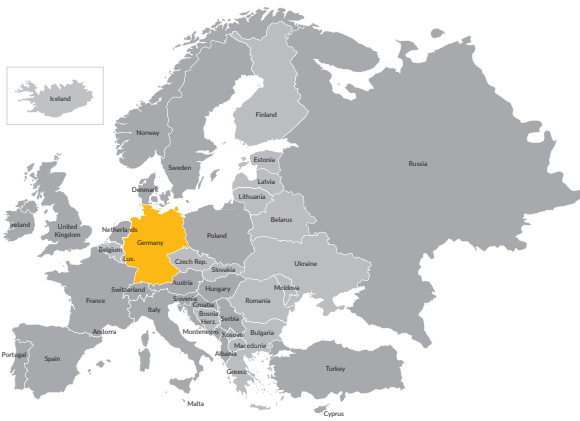 Iceland
Finland
Norway
Russia
Sweden
Estonia
Latvia
Denmark
Lithuania
Belarus
Ireland
United
Kingdom
Netherlands
Poland
Germany
Belgium
Lux.
Czech Rep.
Ukraine
Slovakia
Austria
Switzerland
Hungary
Moldova
France
Slovenia
Croatia
Romania
Italy
Bosnia
Herz.
Serbia
Andorra
Montenegro
Kosovo
Bulgaria
Macedonia
Portugal
Spain
Albania
Greece
Turkey
Malta
Cyprus